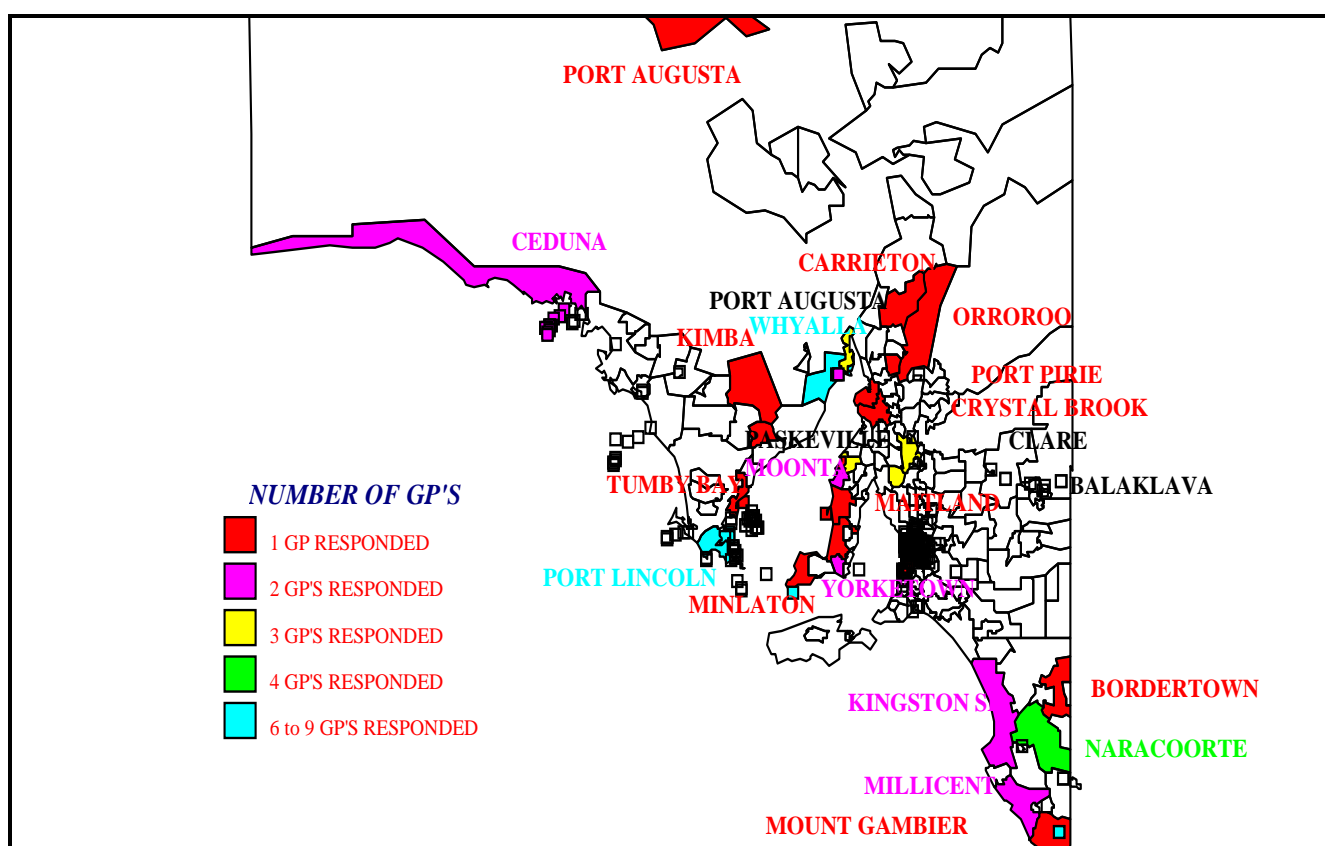 PORT AUGUSTA
CEDUNA
CARRIETON
PORT AUGUSTA
ORROROO
WHYALLA
KIMBA
PORT PIRIE
CRYSTAL BROOK
PASKEVILLE
CLARE
MOONTA
TUMBY BAY
BALAKLAVA
MAITLAND
NUMBER OF GP'S
1 GP RESPONDED
2 GP'S RESPONDED
3 GP'S RESPONDED
4 GP'S RESPONDED
6 to 9 GP'S RESPONDED
PORT LINCOLN
YORKETOWN
MINLATON
BORDERTOWN
KINGSTON S.
NARACOORTE
MILLICENT
MOUNT GAMBIER